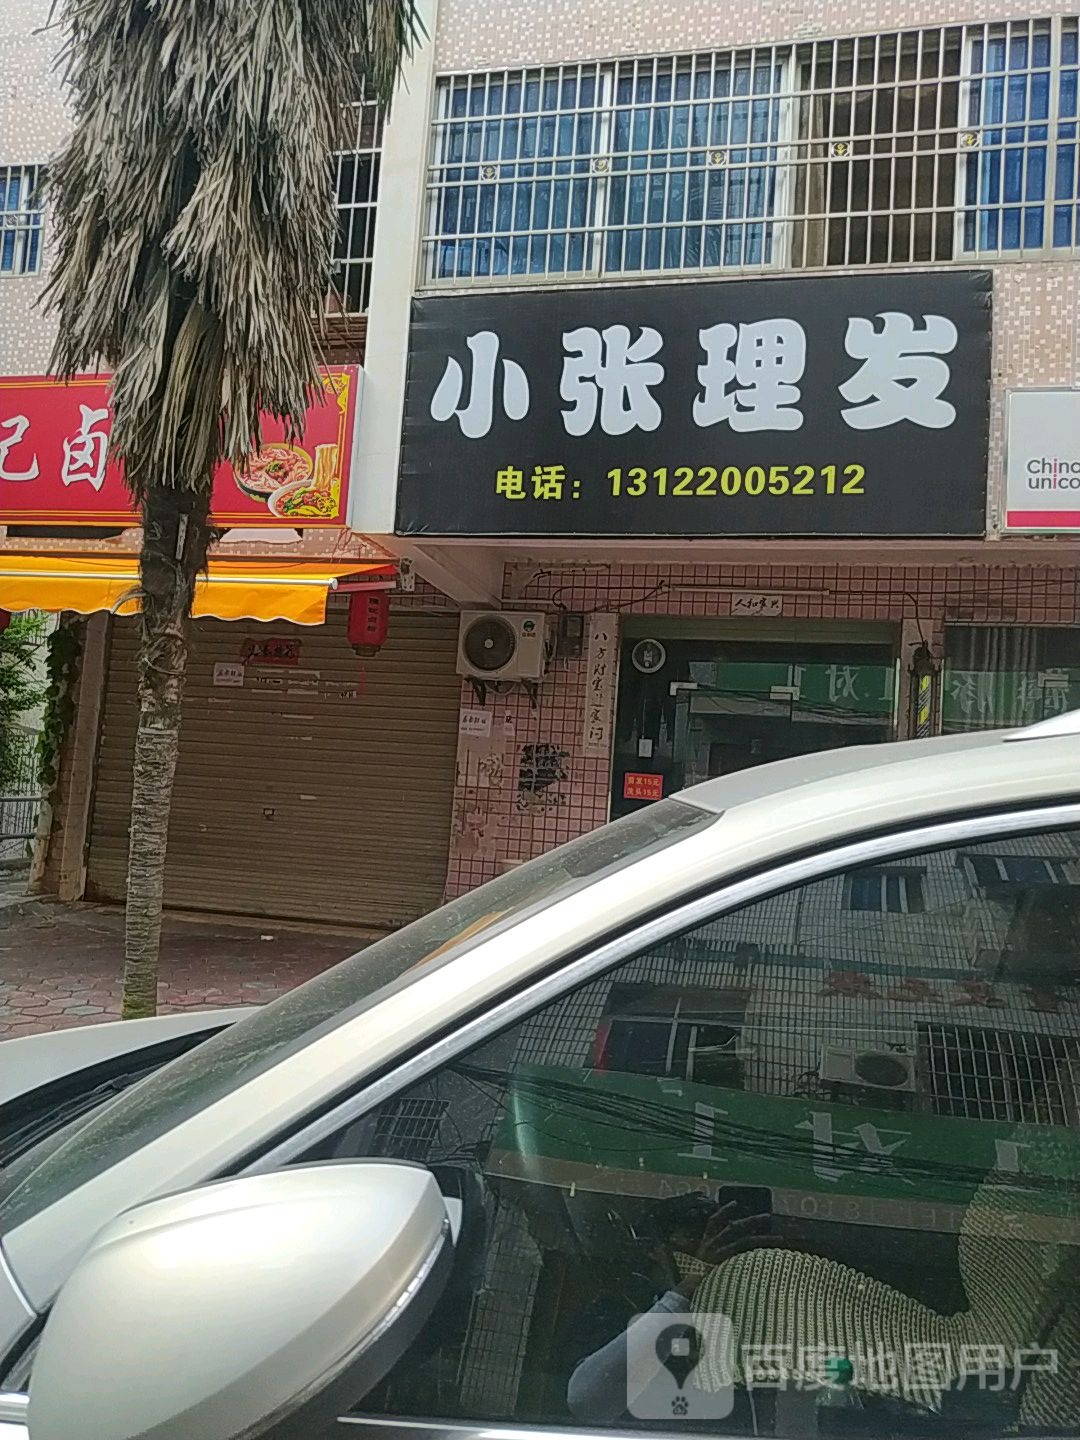 小张理发
电话：13122005212
记卤
China
unico
人和家兴
八方财宝进家门
剪发15元
洗头15元
百度地图用户